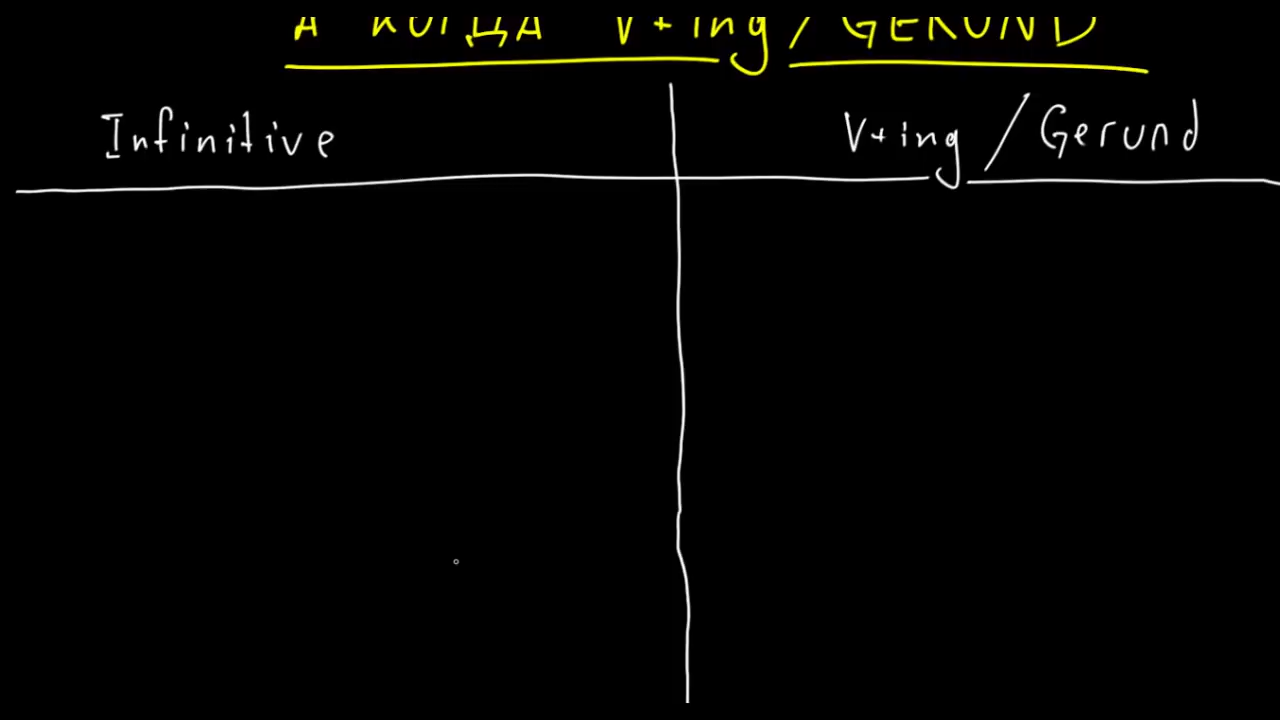 А КОГДА V+ing/GERUND
Infinitive
V+ing/Gerund